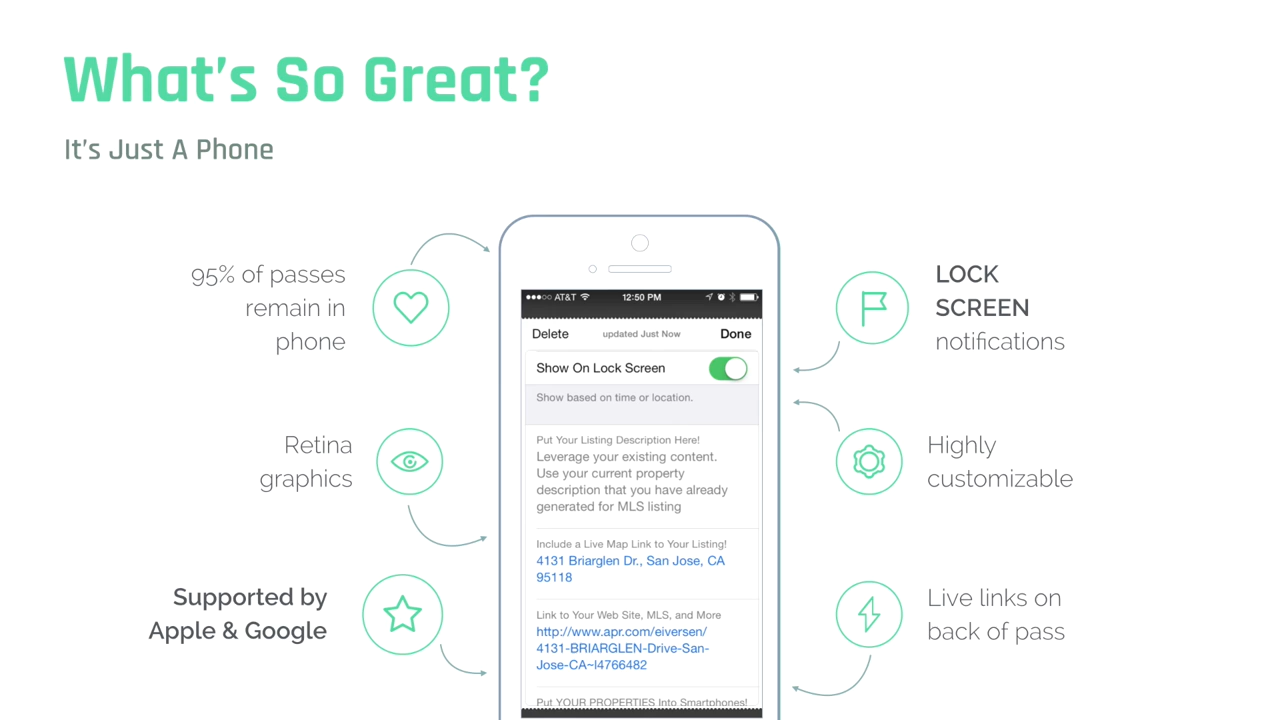 What's So Great?
It's Just A Phone
95% of passes
remain in
phone
Retina
graphics
Supported by
Apple & Google
AT&T 12:50 PM
Delete updated Just Now Done
Show On Lock Screen
Show based on time or location.
Put Your Listing Description Here!
Leverage your existing content.
Use your current property
description that you have already
generated for MLS listing
Include a Live Map Link to Your Listing!
4131 Briarglen Dr., San Jose, CA
95118
Link to Your Web Site, MLS, and More
http://www.apr.com/eiversen/
4131-BRIARGLEN-Drive-San-
Jose-CA~l4766482
Put YOUR PROPERTIES Into Smartphones!
LOCK
SCREEN
notifications
Highly
customizable
Live links on
back of pass